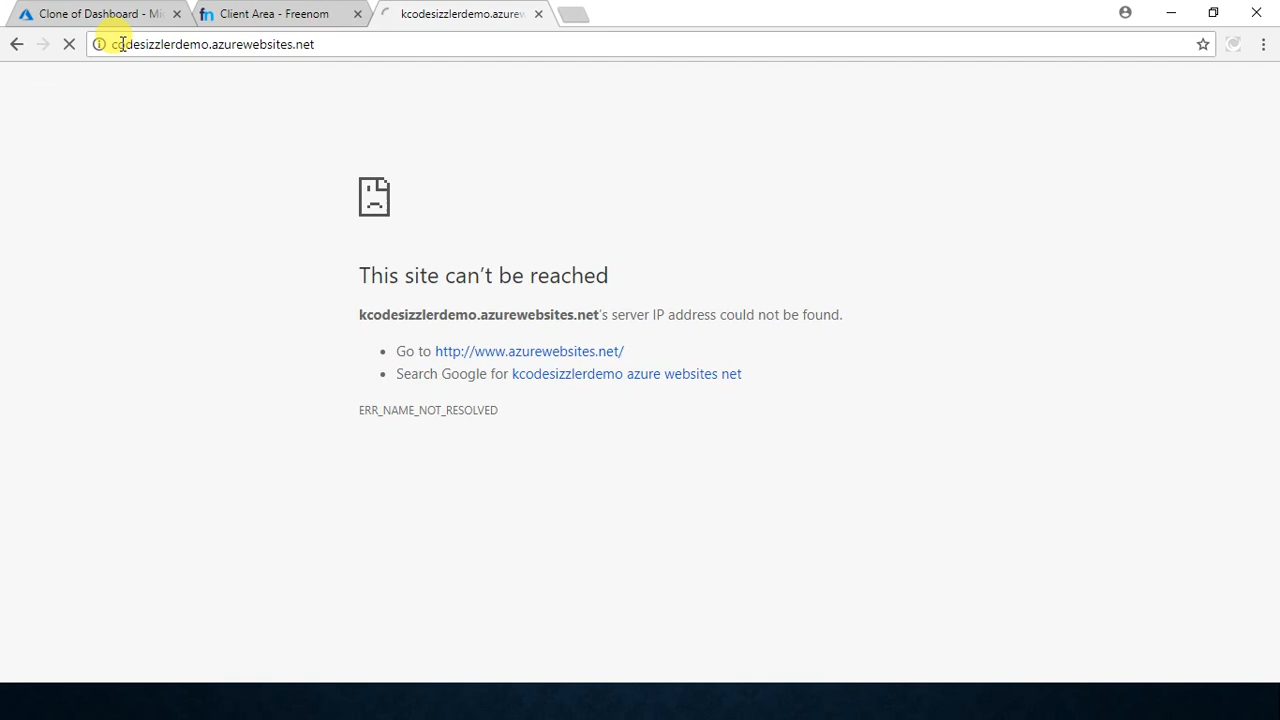 Clone of Dashboard - Mi
Client Area - Freenom
kcodesizzlerdemo.azurew
codesizzlerdemo.azurewebsites.net
This site can't be reached
kcodesizzlerdemo.azurewebsites.net's server IP address could not be found.
Go to http://www.azurewebsites.net/
Search Google for kcodesizzlerdemo azure websites net
ERR_NAME_NOT_RESOLVED